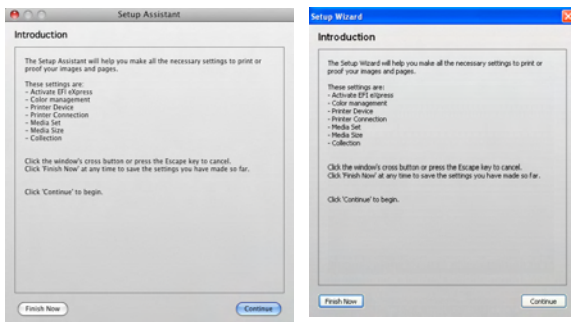 Setup Assistant
Introduction
The Setup Assistant will help you make all the necessary settings to print or
proof your images and pages.
These settings are:
- Activate EFI eXpress
- Color management
- Printer Device
- Printer Connection
- Media Set
- Media Size
- Collection
Click the window's cross button or press the Escape key to cancel.
Click 'Finish Now' at any time to save the settings you have made so far.
Click 'Continue' to begin.
Finish Now
Continue
Setup Wizard
Introduction
The Setup Wizard will help you make all the necessary settings to print or
proof your images and pages.
These settings are:
- Activate EFI eXpress
- Color management
- Printer Device
- Printer Connection
- Media Set
- Media Size
- Collection
Click the window's cross button or press the Escape key to cancel.
Click 'Finish Now' at any time to save the settings you have made so far.
Click 'Continue' to begin.
Finish Now
Continue